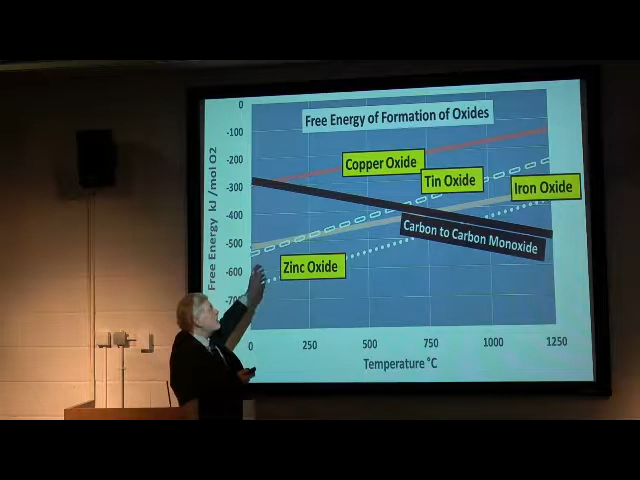 Free Energy of Formation of Oxides
0
-100
-200
-300
-400
-500
-600
Free Energy kJ /mol O2
Copper Oxide
Tin Oxide
Iron Oxide
Carbon to Carbon Monoxide
Zinc Oxide
0 250 500 750 1000 1250
Temperature °C